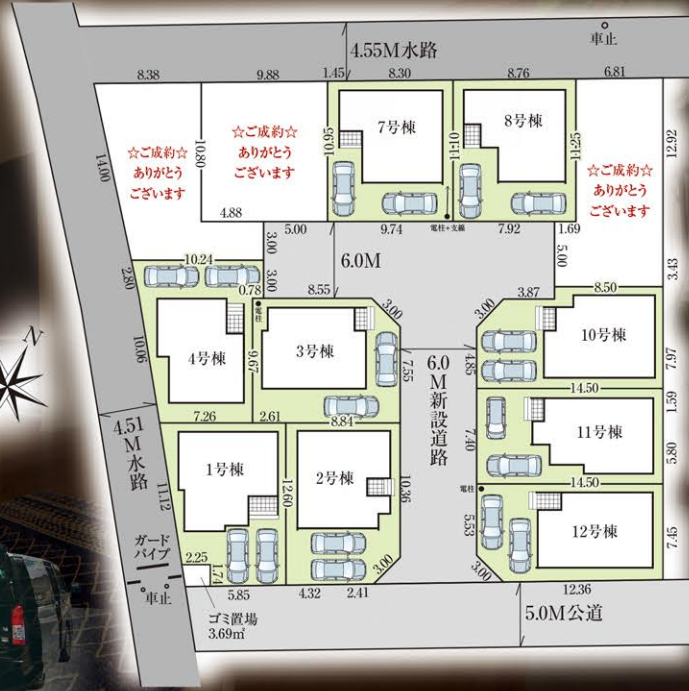 4.55M水路
車止
8.38
9.88
1.45
8.30
8.76
6.81
☆ご成約☆
ありがとう
ございます
☆ご成約☆
ありがとう
ございます
☆ご成約☆
ありがとう
ございます
7号棟
8号棟
14.00
10.80
10.95
11.10
11.25
12.92
4.88
5.00
9.74
電柱+支線
7.92
1.69
3.00
3.00
6.0M
5.00
3.43
2.80
10.24
0.78
8.55
3.00
3.00
3.87
8.50
電柱
4号棟
3号棟
10号棟
10.06
9.67
7.55
4.85
7.97
6.0M新設道路
14.50
1.59
7.26
2.61
8.84
4.51M水路
1号棟
2号棟
11号棟
7.40
5.80
11.12
12.60
10.36
14.50
電柱
5.53
12号棟
7.45
ガード
パイプ
2.25
1.74
3.00
3.00
車止
5.85
4.32
2.41
12.36
ゴミ置場
3.69㎡
5.0M公道
N